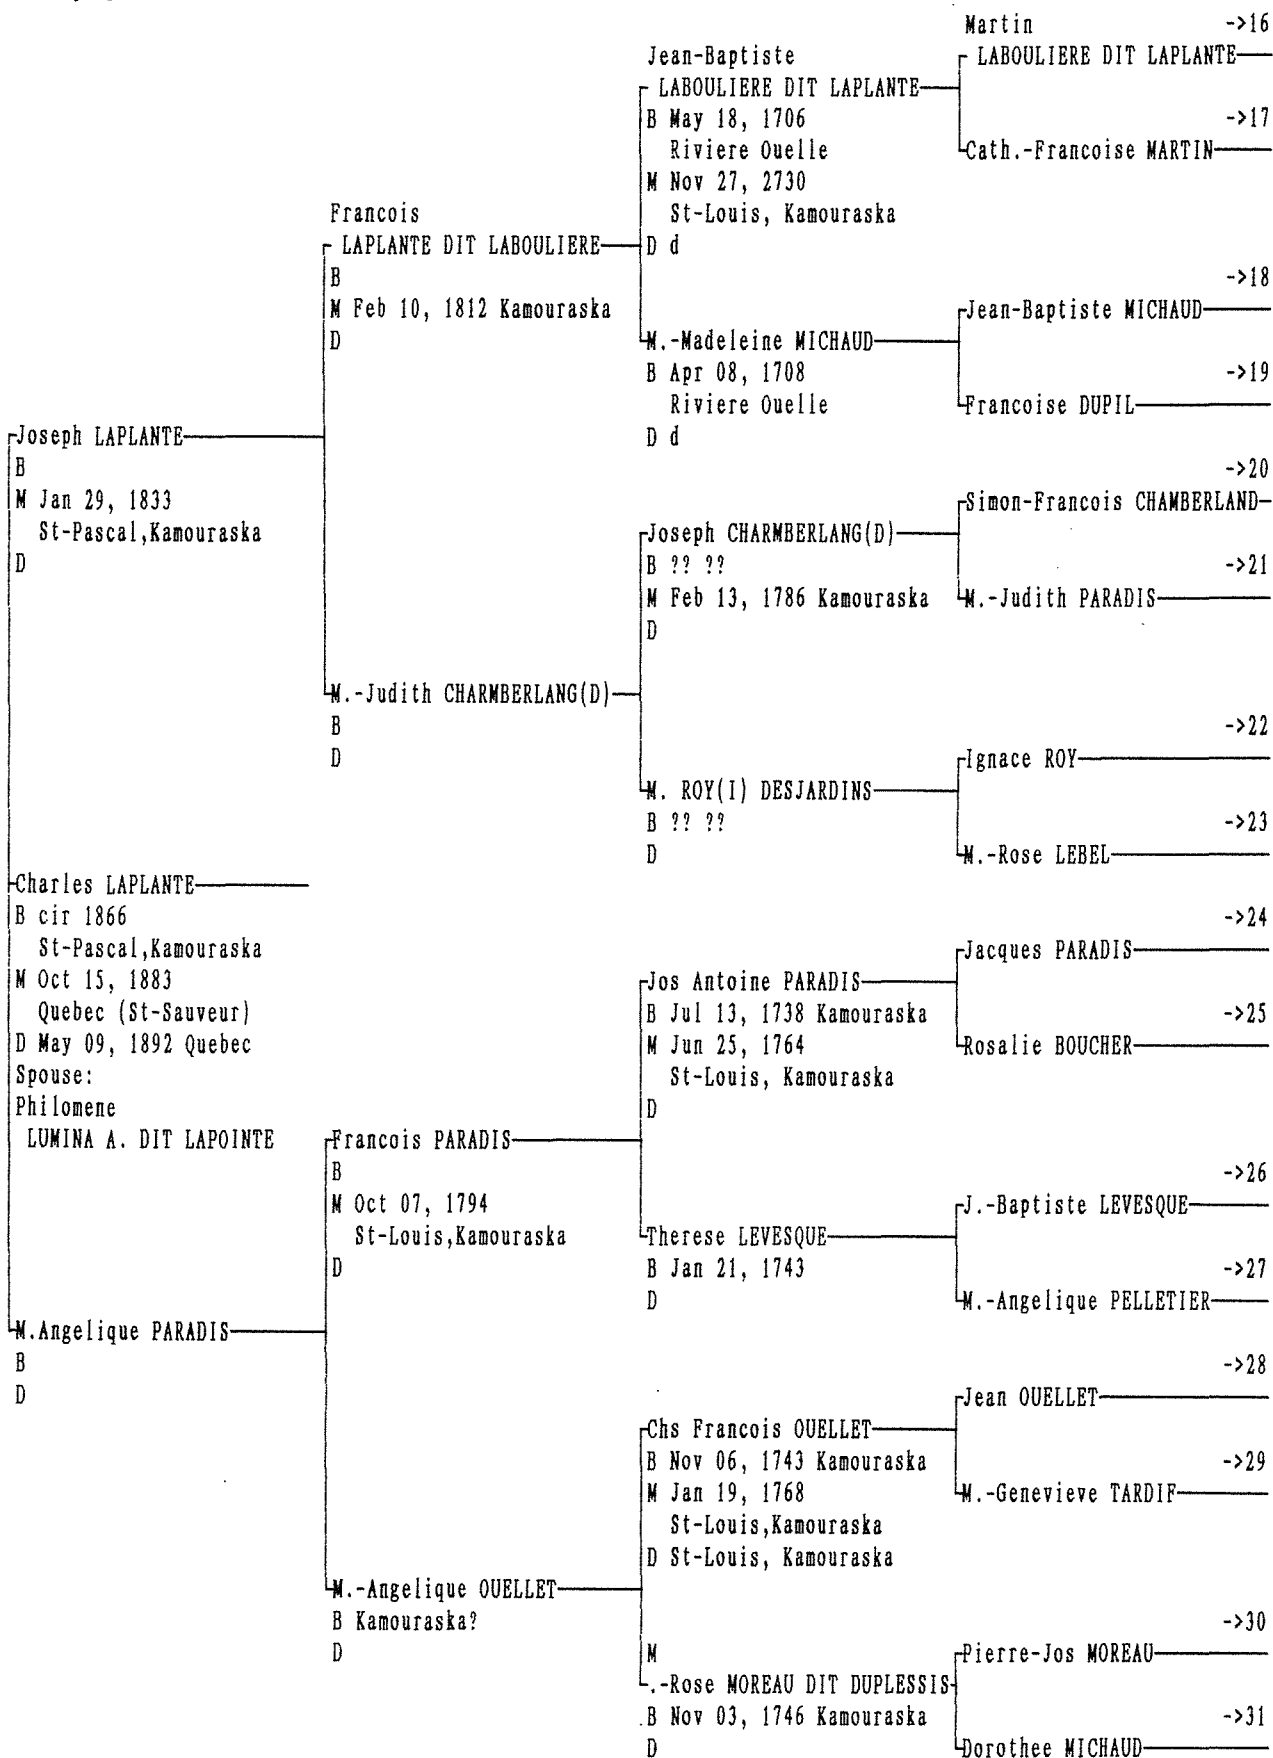 Martin ->16
Jean-Baptiste LABOULIERE DIT LAPLANTE
LABOULIERE DIT LAPLANTE
B May 18, 1706 ->17
Riviere Ouelle Cath.-Francoise MARTIN
M Nov 27, 2730
St-Louis, Kamouraska
Francois
LAPLANTE DIT LABOULIERE D d
B ->18
M Feb 10, 1812 Kamouraska Jean-Baptiste MICHAUD
D M.-Madeleine MICHAUD
B Apr 08, 1708 ->19
Riviere Ouelle Francoise DUPIL
Joseph LAPLANTE D d
B ->20
M Jan 29, 1833 Simon-Francois CHAMBERLAND
St-Pascal,Kamouraska Joseph CHARMBERLANG(D)
D B ?? ?? ->21
M Feb 13, 1786 Kamouraska M.-Judith PARADIS
D
M.-Judith CHARMBERLANG(D)
B ->22
D Ignace ROY
M. ROY(I) DESJARDINS
B ?? ?? ->23
D M.-Rose LEBEL
Charles LAPLANTE
B cir 1866 ->24
St-Pascal,Kamouraska Jacques PARADIS
M Oct 15, 1883 Jos Antoine PARADIS
Quebec (St-Sauveur) B Jul 13, 1738 Kamouraska ->25
D May 09, 1892 Quebec M Jun 25, 1764 Rosalie BOUCHER
Spouse: St-Louis, Kamouraska
Philomene D
LUMINA A. DIT LAPOINTE Francois PARADIS
B ->26
M Oct 07, 1794 J.-Baptiste LEVESQUE
St-Louis,Kamouraska Therese LEVESQUE
D B Jan 21, 1743 ->27
D M.-Angelique PELLETIER
M.Angelique PARADIS
B ->28
D Jean OUELLET
Chs Francois OUELLET
B Nov 06, 1743 Kamouraska ->29
M Jan 19, 1768 M.-Genevieve TARDIF
St-Louis,Kamouraska
D St-Louis, Kamouraska
M.-Angelique OUELLET
B Kamouraska? ->30
D M Pierre-Jos MOREAU
.-Rose MOREAU DIT DUPLESSIS
B Nov 03, 1746 Kamouraska ->31
D Dorothee MICHAUD